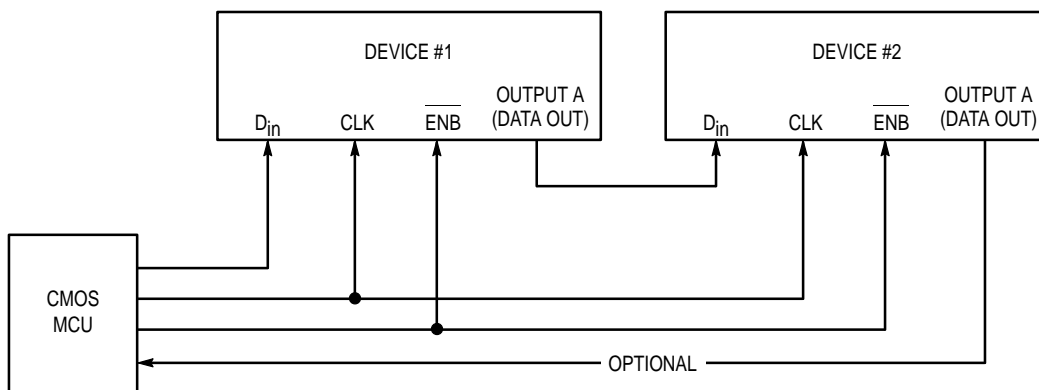 DEVICE #1
DEVICE #2
OUTPUT A
(DATA OUT)
Din
CLK
ENB
OUTPUT A
(DATA OUT)
Din
CLK
ENB
CMOS
MCU
OPTIONAL